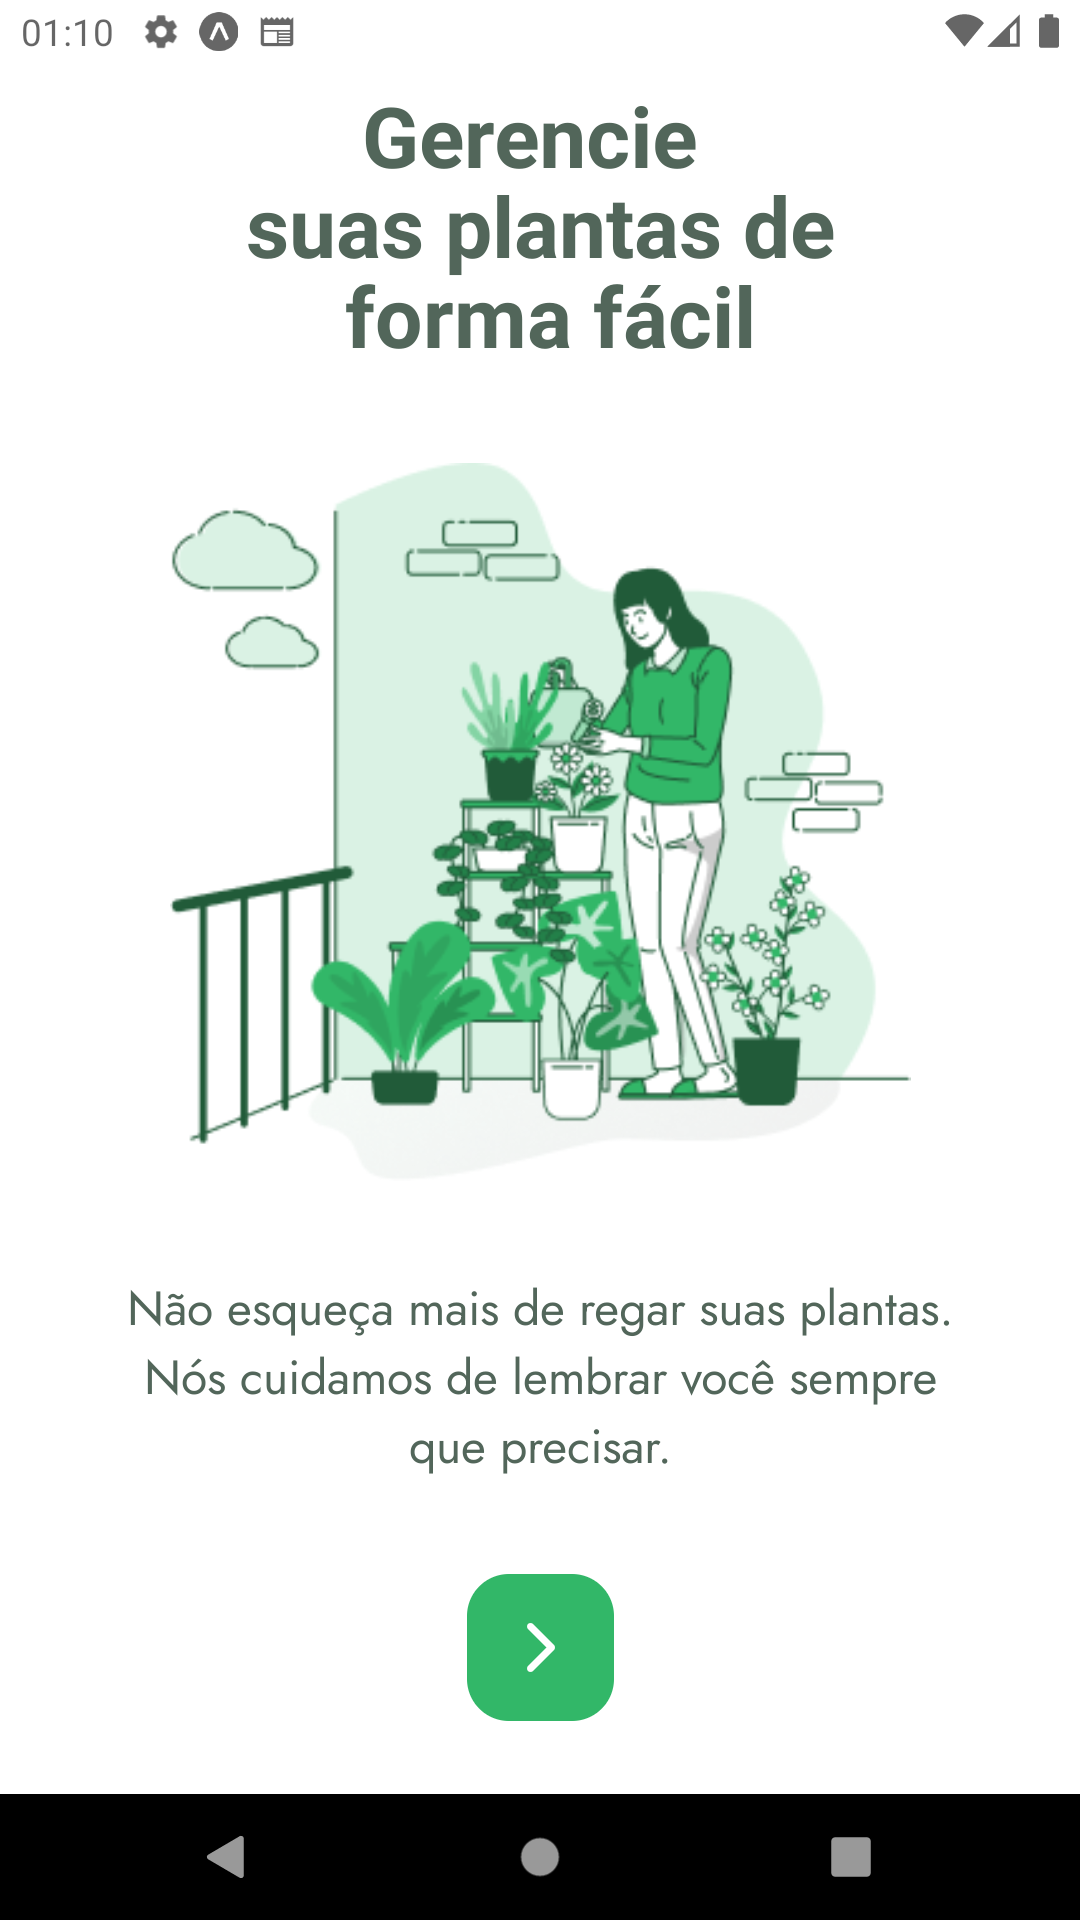 01:10
Gerencie
suas plantas de
forma fácil
Não esqueça mais de regar suas plantas.
Nós cuidamos de lembrar você sempre
que precisar.